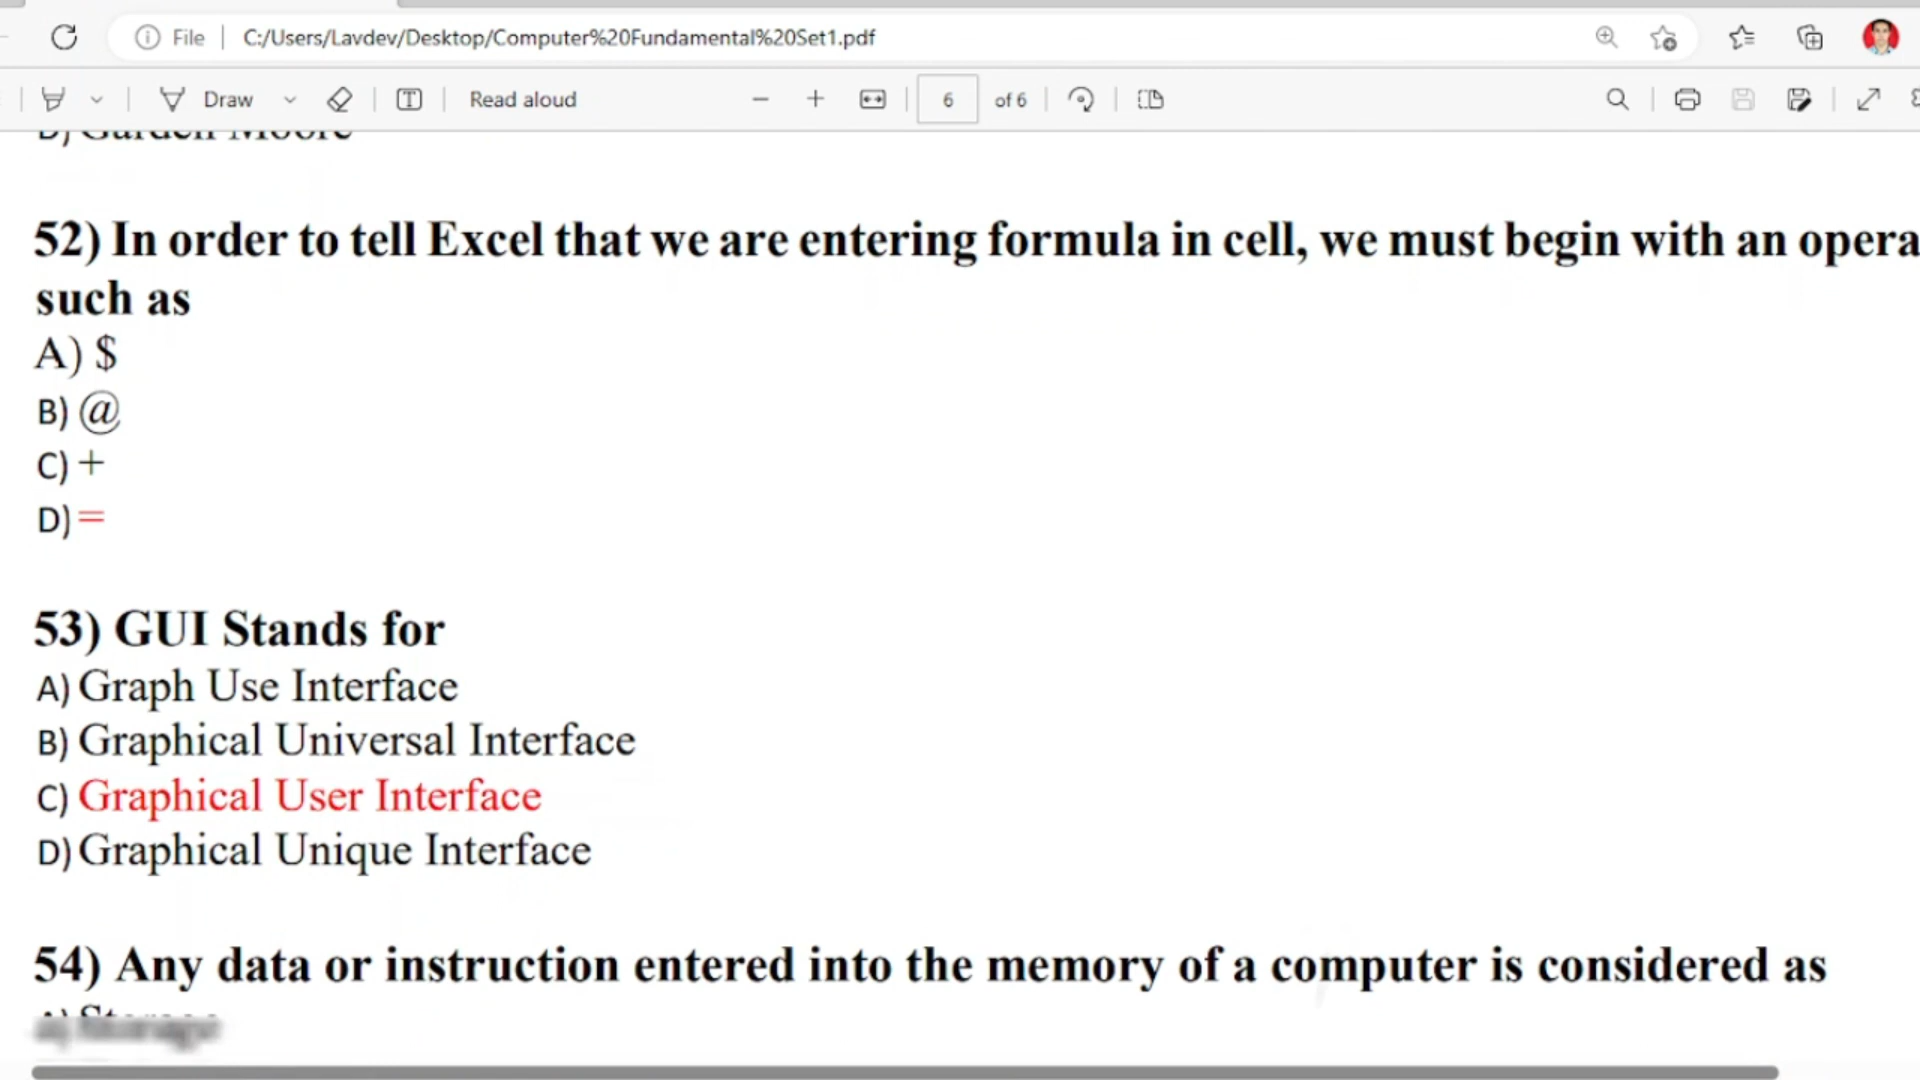 File C:/Users/Lavdev/Desktop/Computer%20Fundamental%20Set1.pdf
Draw Read aloud 6 of 6
52) In order to tell Excel that we are entering formula in cell, we must begin with an opera
such as
A) $
B) @
C) +
D) =
53) GUI Stands for
A) Graph Use Interface
B) Graphical Universal Interface
C) Graphical User Interface
D) Graphical Unique Interface
54) Any data or instruction entered into the memory of a computer is considered as